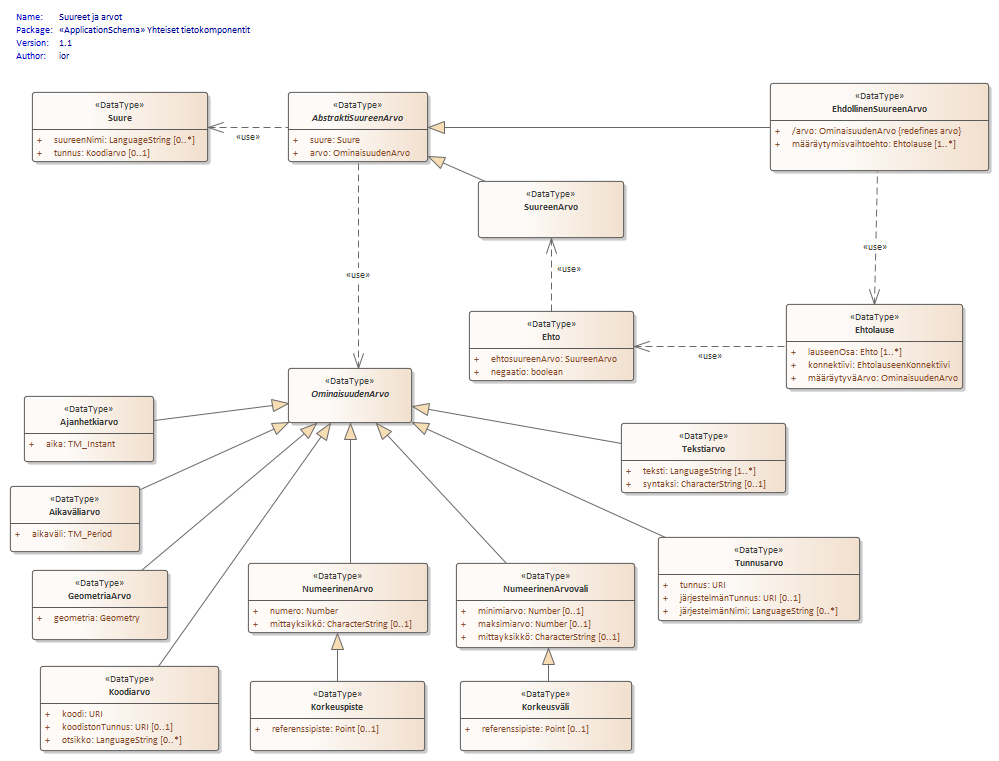 Name: Suureet ja arvot
Package: «ApplicationSchema» Yhteiset tietokomponentit
Version: 1.1
Author: ior
«DataType»
Suure
+ suureenNimi: LanguageString [0..*]
+ tunnus: Koodiarvo [0..1]
«use»
«DataType»
AbstraktiSuureenArvo
+ suure: Suure
+ arvo: OminaisuudenArvo
«DataType»
EhdollinenSuureenArvo
+ /arvo: OminaisuudenArvo {redefines arvo}
+ määräytymisvaihtoehto: Ehtolause [1..*]
«DataType»
SuureenArvo
«use»
«use»
«use»
«DataType»
Ehto
+ ehtosuureenArvo: SuureenArvo
+ negaatio: boolean
«use»
«DataType»
Ehtolause
+ lauseenOsa: Ehto [1..*]
+ konnektiivi: EhtolauseenKonnektiivi
+ määräytyväArvo: OminaisuudenArvo
«DataType»
OminaisuudenArvo
«DataType»
Ajanhetkiarvo
+ aika: TM_Instant
«DataType»
Tekstiarvo
+ teksti: LanguageString [1..*]
+ syntaksi: CharacterString [0..1]
«DataType»
Aikaväliarvo
+ aikaväli: TM_Period
«DataType»
Tunnusarvo
+ tunnus: URI
+ järjestelmänTunnus: URI [0..1]
+ järjestelmänNimi: LanguageString [0..*]
«DataType»
GeometriaArvo
+ geometria: Geometry
«DataType»
NumeerinenArvo
+ numero: Number
+ mittayksikkö: CharacterString [0..1]
«DataType»
NumeerinenArvovali
+ minimiarvo: Number [0..1]
+ maksimiarvo: Number [0..1]
+ mittayksikkö: CharacterString [0..1]
«DataType»
Koodiarvo
+ koodi: URI
+ koodistonTunnus: URI [0..1]
+ otsikko: LanguageString [0..*]
«DataType»
Korkeuspiste
+ referenssipiste: Point [0..1]
«DataType»
Korkeusväli
+ referenssipiste: Point [0..1]